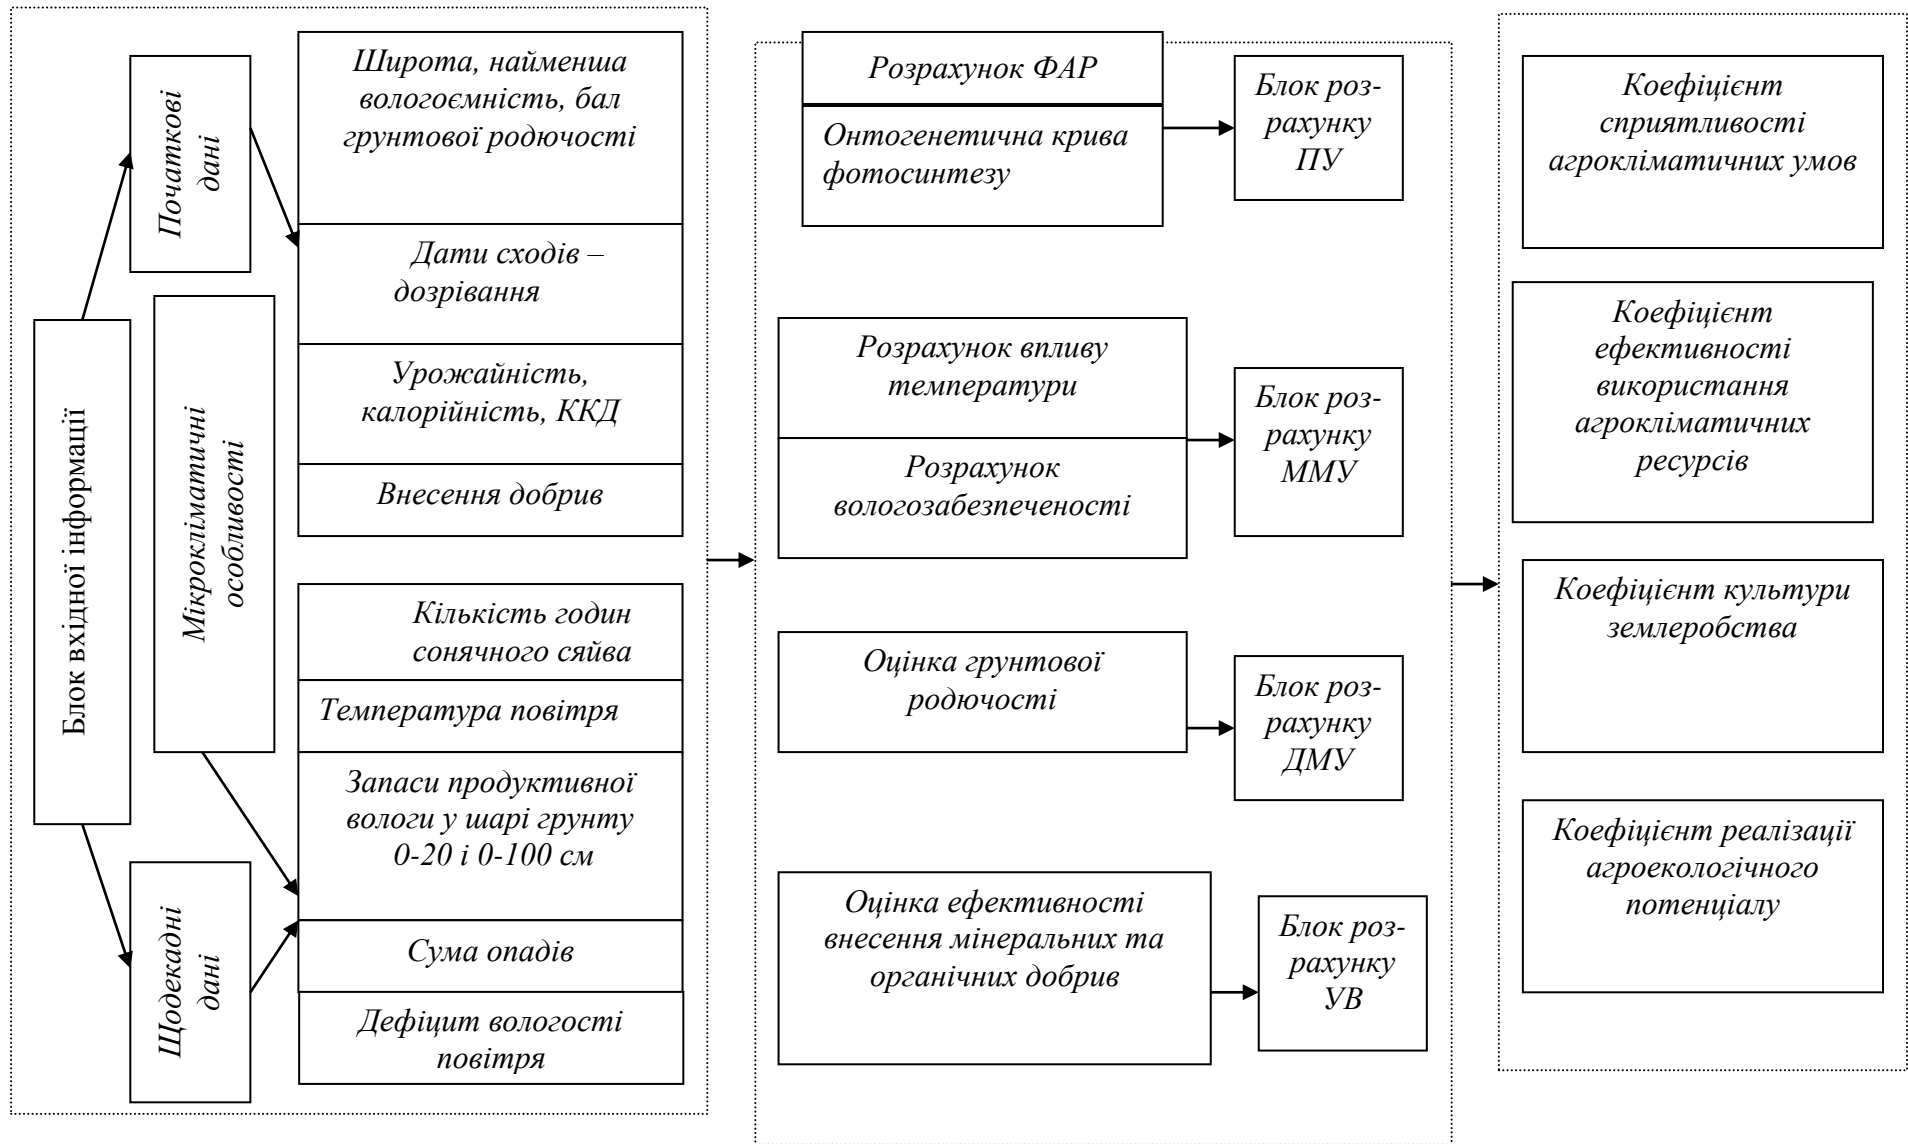 Блок вхідної інформації
Початкові
дані
Мікрокліматичні
особливості
Щодекадні
дані
Широта, найменша
вологоємність, бал
грунтової родючості
Дати сходів –
дозрівання
Урожайність,
калорійність, ККД
Внесення добрив
Кількість годин
сонячного сяйва
Температура повітря
Запаси продуктивної
вологи у шарі грунту
0-20 і 0-100 см
Сума опадів
Дефіцит вологості
повітря
Розрахунок ФАР
Онтогенетична крива
фотосинтезу
Блок роз-
рахунку
ПУ
Розрахунок впливу
температури
Розрахунок
вологозабезпеченості
Блок роз-
рахунку
ММУ
Оцінка грунтової
родючості
Блок роз-
рахунку
ДМУ
Оцінка ефективності
внесення мінеральних та
органічних добрив
Блок роз-
рахунку
УВ
Коефіцієнт
сприятливості
агрокліматичних умов
Коефіцієнт
ефективності
використання
агрокліматичних
ресурсів
Коефіцієнт культури
землеробства
Коефіцієнт реалізації
агроекологічного
потенціалу